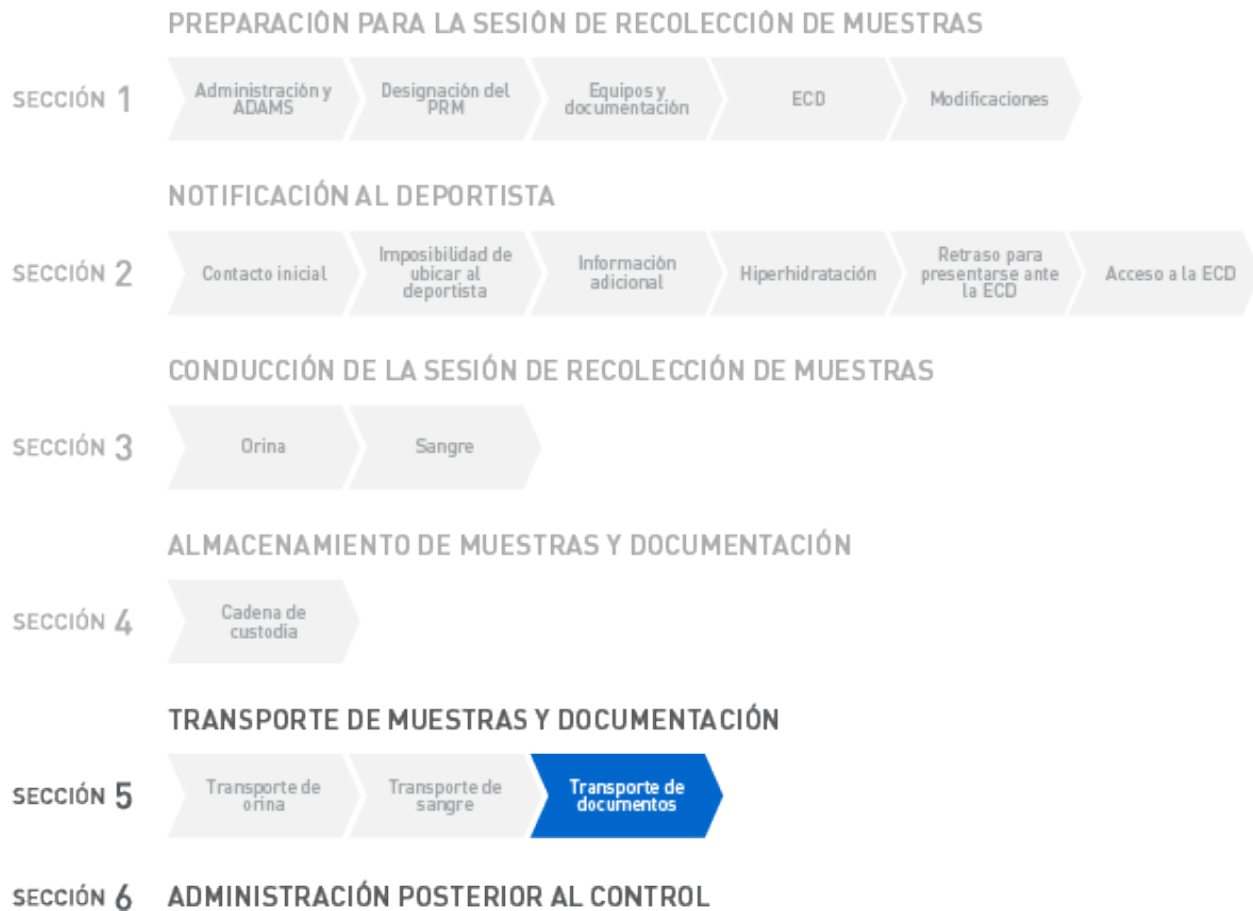 PREPARACIÓN PARA LA SESIÓN DE RECOLECCIÓN DE MUESTRAS
SECCIÓN 1
Administración y
ADAMS
Designación del
PRM
Equipos y
documentación
ECD
Modificaciones
NOTIFICACIÓN AL DEPORTISTA
SECCIÓN 2
Contacto inicial
Imposibilidad de
ubicar al
deportista
Información
adicional
Hiperhidratación
Retraso para
presentarse ante
la ECD
Acceso a la ECD
CONDUCCIÓN DE LA SESIÓN DE RECOLECCIÓN DE MUESTRAS
SECCIÓN 3
Orina
Sangre
ALMACENAMIENTO DE MUESTRAS Y DOCUMENTACIÓN
SECCIÓN 4
Cadena de
custodia
TRANSPORTE DE MUESTRAS Y DOCUMENTACIÓN
SECCIÓN 5
Transporte de
orina
Transporte de
sangre
Transporte de
documentos
SECCIÓN 6 ADMINISTRACIÓN POSTERIOR AL CONTROL